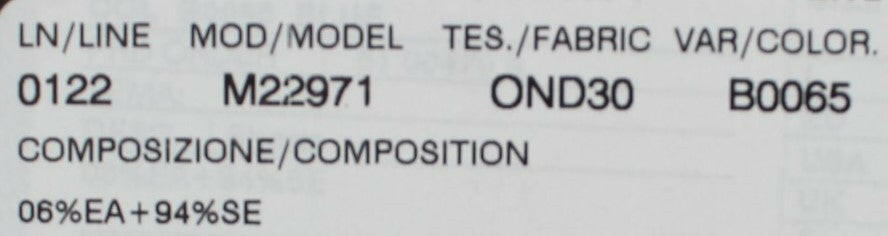 LN/LINE MOD/MODEL TES./FABRIC VAR/COLOR.
0122 M22971 OND30 B0065
COMPOSIZIONE/COMPOSITION
06%EA+94%SE